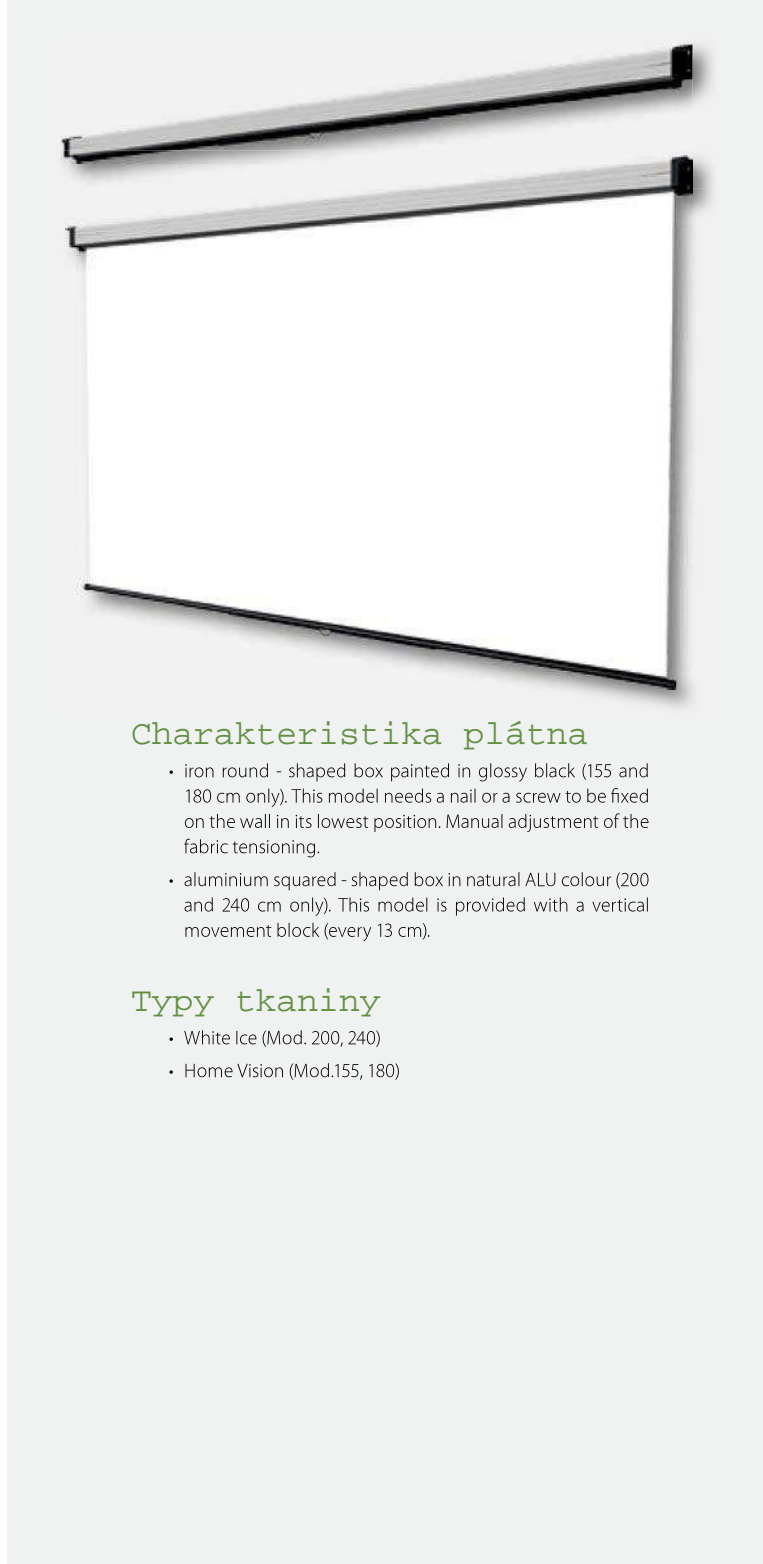 Charakteristika plátna
• iron round - shaped box painted in glossy black (155 and
180 cm only). This model needs a nail or a screw to be fixed
on the wall in its lowest position. Manual adjustment of the
fabric tensioning.
• aluminium squared - shaped box in natural ALU colour (200
and 240 cm only). This model is provided with a vertical
movement block (every 13 cm).
Typy tkaniny
• White Ice (Mod. 200, 240)
• Home Vision (Mod.155, 180)